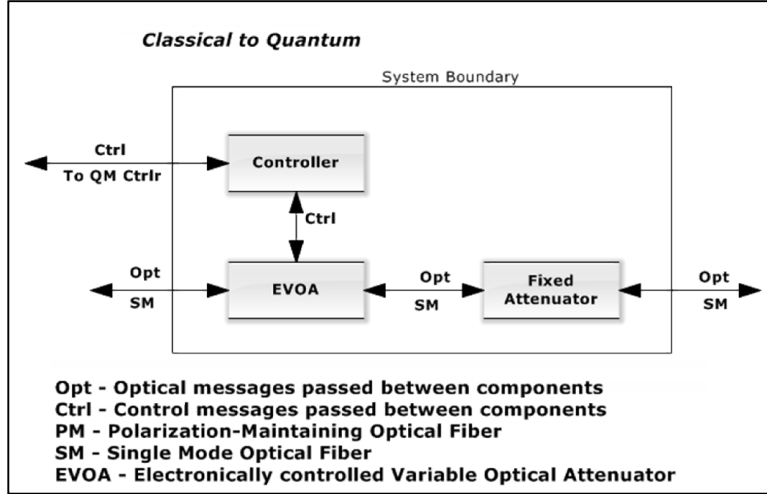 Classical to Quantum
System Boundary
Ctrl
To QM Ctrlr
Controller
Ctrl
Opt
SM
EVOA
Opt
SM
Fixed
Attenuator
Opt
SM
Opt - Optical messages passed between components
Ctrl - Control messages passed between components
PM - Polarization-Maintaining Optical Fiber
SM - Single Mode Optical Fiber
EVOA - Electronically controlled Variable Optical Attenuator